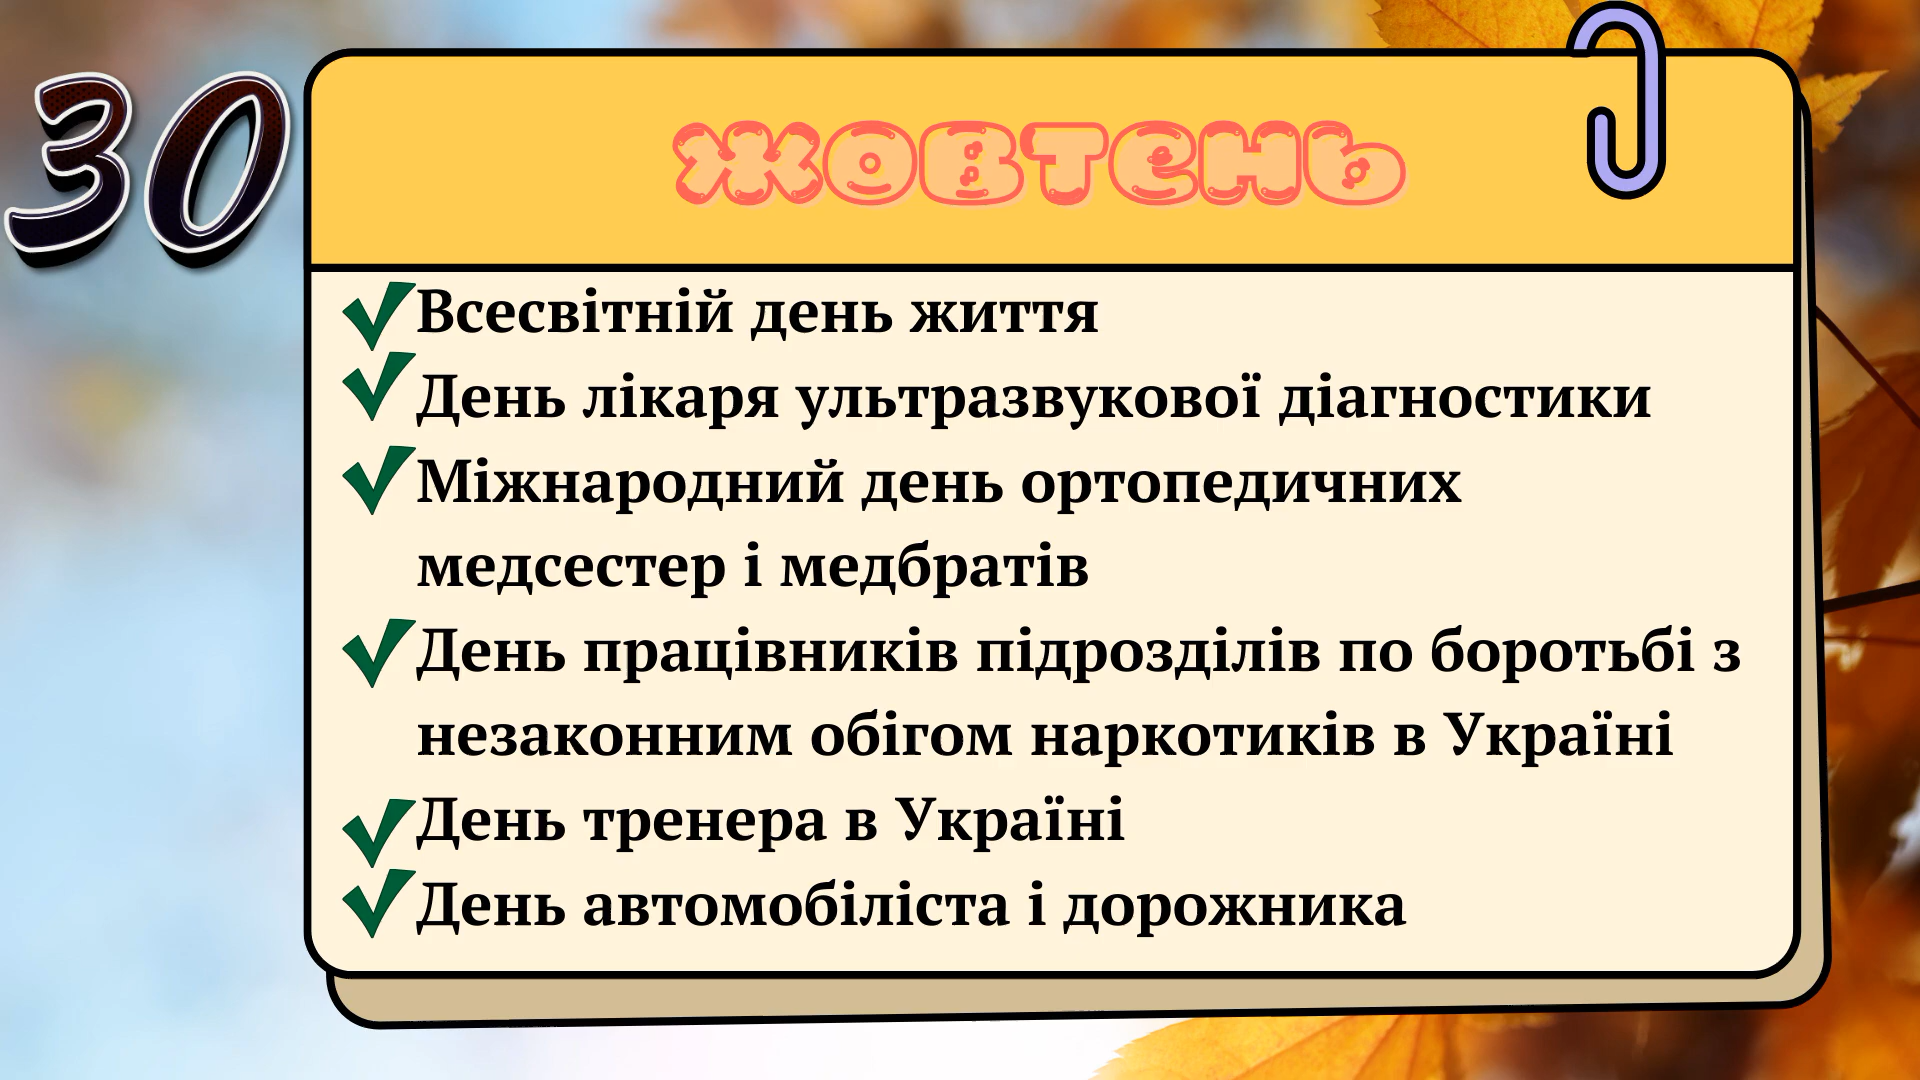 30
ЖОВТЕНЬ
Всесвітній день життя
День лікаря ультразвукової діагностики
Міжнародний день ортопедичних
медсестер і медбратів
День працівників підрозділів по боротьбі з
незаконним обігом наркотиків в Україні
День тренера в Україні
День автомобіліста і дорожника